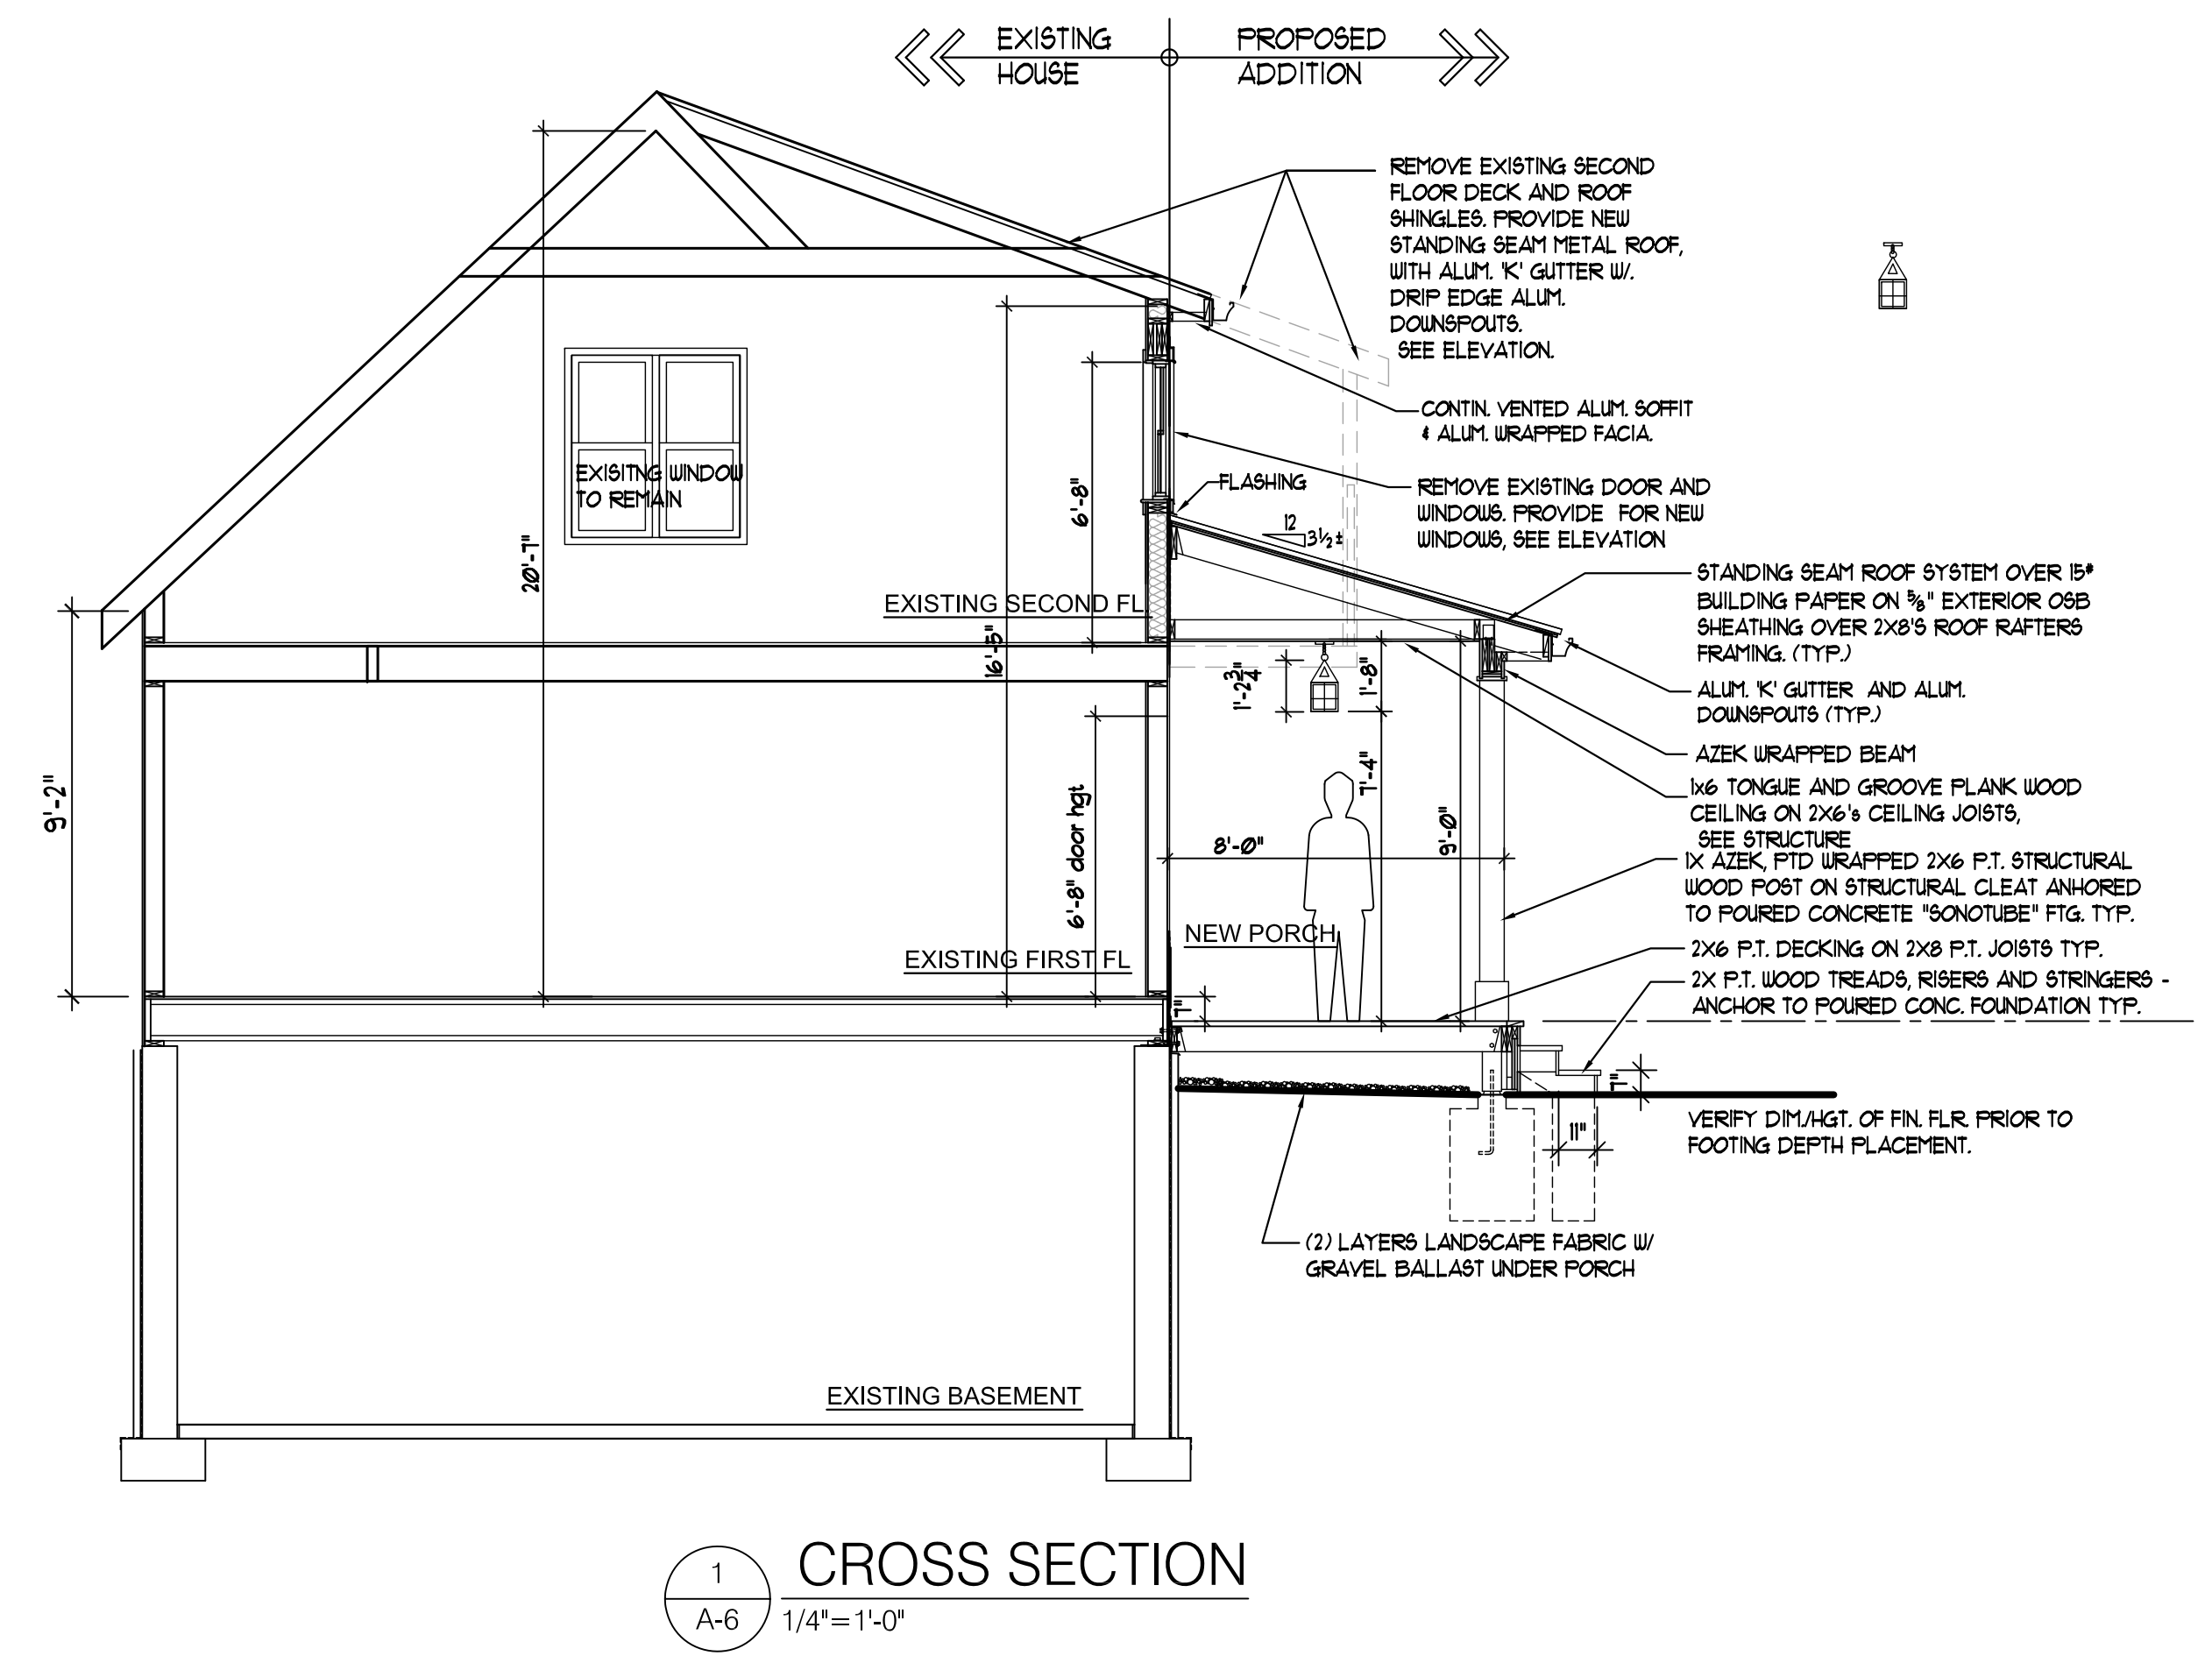 EXISTING
HOUSE
PROPOSED
ADDITION
REMOVE EXISTING SECOND
FLOOR DECK AND ROOF
SHINGLES. PROVIDE NEW
STANDING SEAM METAL ROOF,
WITH ALUM. 'K' GUTTER W/.
DRIP EDGE ALUM.
DOWNSPOUTS.
SEE ELEVATION.
CONTIN. VENTED ALUM. SOFFIT
& ALUM. WRAPPED FACIA.
EXISITNG WINDOW
TO REMAIN
FLASHING
REMOVE EXISTING DOOR AND
WINDOWS. PROVIDE FOR NEW
WINDOWS, SEE ELEVATION
6'-8"
12
3½ ±
20'-7"
STANDING SEAM ROOF SYSTEM OVER 15#
BUILDING PAPER ON ⅝" EXTERIOR OSB
SHEATHING OVER 2X8'S ROOF RAFTERS
FRAMING. (TYP.)
EXISTING SECOND FL
16'-5"
1'-2¾"
1'-8"
ALUM. 'K' GUTTER AND ALUM.
DOWNSPOUTS (TYP.)
AZEK WRAPPED BEAM
1x6 TONGUE AND GROOVE PLANK WOOD
CEILING ON 2X6's CEILING JOISTS,
SEE STRUCTURE
9'-2"
6'-8" door hgt
7'-4"
9'-0"
8'-0"
1X AZEK, PTD WRAPPED 2X6 P.T. STRUCTURAL
WOOD POST ON STRUCTURAL CLEAT ANHORED
TO POURED CONCRETE "SONOTUBE" FTG. TYP.
NEW PORCH
EXISTING FIRST FL
2X6 P.T. DECKING ON 2X8 P.T. JOISTS TYP.
2X P.T. WOOD TREADS, RISERS AND STRINGERS -
ANCHOR TO POURED CONC. FOUNDATION TYP.
7"
7"
11"
VERIFY DIM./HGT. OF FIN. FLR. PRIOR TO
FOOTING DEPTH PLACEMENT.
(2) LAYERS LANDSCAPE FABRIC W/
GRAVEL BALLAST UNDER PORCH
EXISTING BASEMENT
1
A-6
CROSS SECTION
1/4"=1'-0"